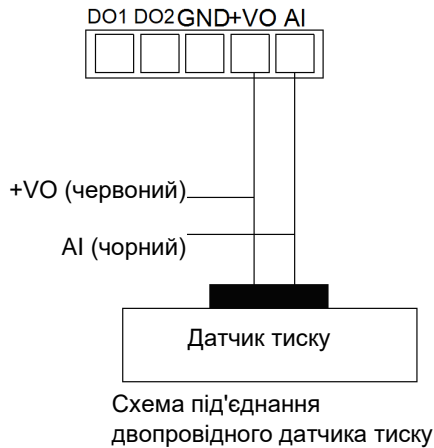 DO1 DO2 GND+VO AI
+VO (червоний)
AI (чорний)
Датчик тиску
Схема під'єднання
двопровідного датчика тиску